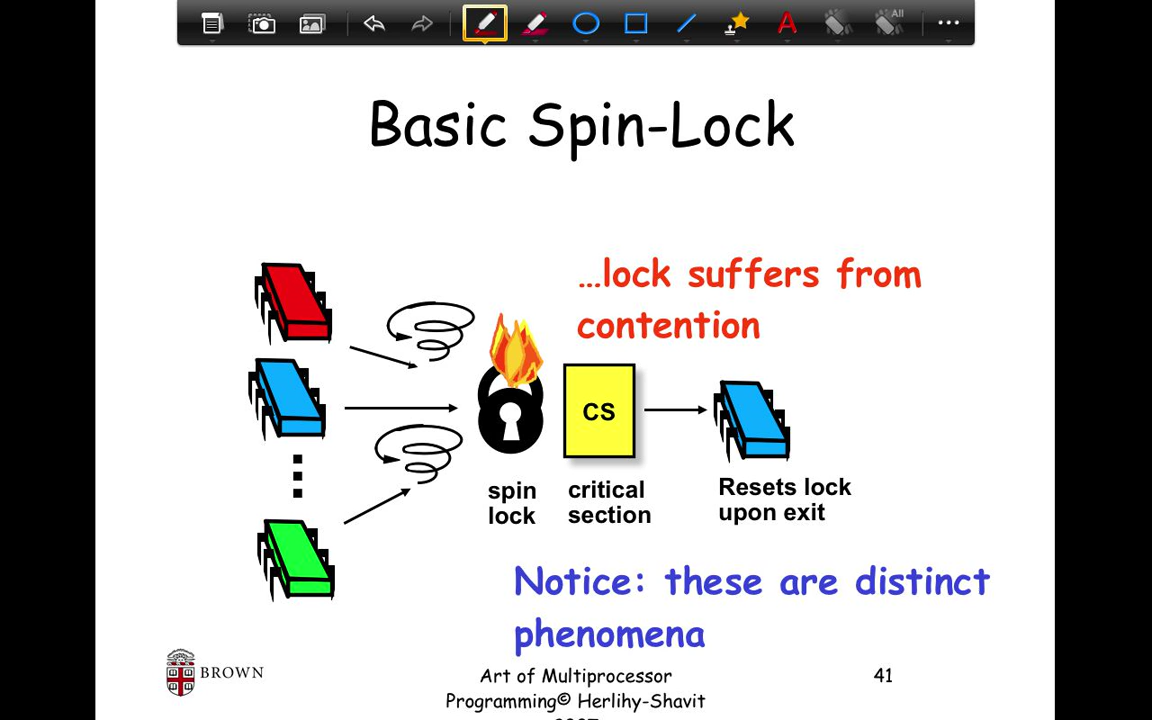 All
Basic Spin-Lock
...lock suffers from
contention
CS
spin
lock
critical
section
Resets lock
upon exit
Notice: these are distinct
phenomena
BROWN
Art of Multiprocessor
Programming© Herlihy-Shavit
41